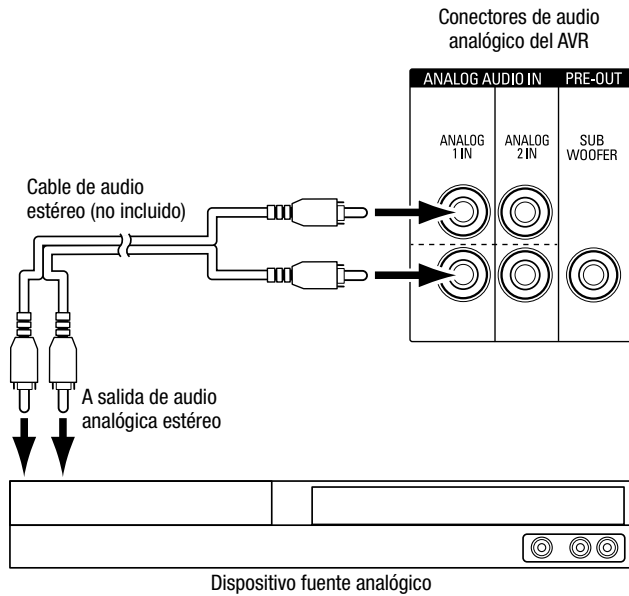 Conectores de audio
analógico del AVR
ANALOG AUDIO IN
PRE-OUT
ANALOG
1 IN
ANALOG
2 IN
SUB
WOOFER
Cable de audio
estéreo (no incluido)
A salida de audio
analógica estéreo
Dispositivo fuente analógico